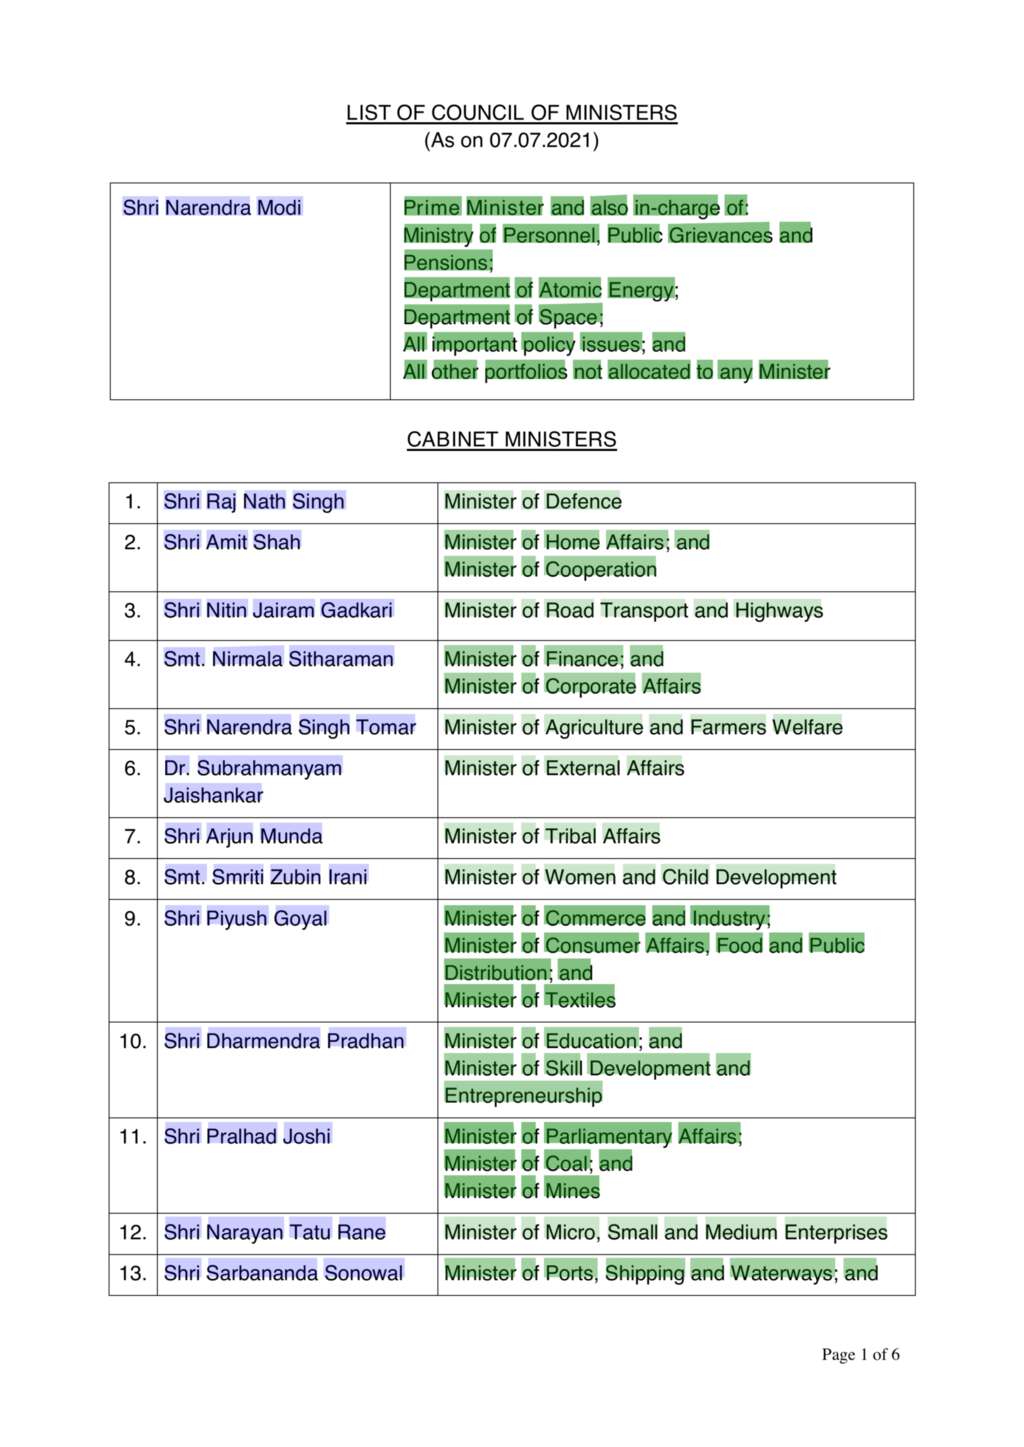 LIST OF COUNCIL OF MINISTERS
(As on 07.07.2021)
Shri Narendra Modi
Prime Minister and also in-charge of:
Ministry of Personnel, Public Grievances and
Pensions;
Department of Atomic Energy;
Department of Space;
All important policy issues; and
All other portfolios not allocated to any Minister
CABINET MINISTERS
1. Shri Raj Nath Singh Minister of Defence
2. Shri Amit Shah Minister of Home Affairs; and
Minister of Cooperation
3. Shri Nitin Jairam Gadkari Minister of Road Transport and Highways
4. Smt. Nirmala Sitharaman Minister of Finance; and
Minister of Corporate Affairs
5. Shri Narendra Singh Tomar Minister of Agriculture and Farmers Welfare
6. Dr. Subrahmanyam Minister of External Affairs
Jaishankar
7. Shri Arjun Munda Minister of Tribal Affairs
8. Smt. Smriti Zubin Irani Minister of Women and Child Development
9. Shri Piyush Goyal Minister of Commerce and Industry;
Minister of Consumer Affairs, Food and Public
Distribution; and
Minister of Textiles
10. Shri Dharmendra Pradhan Minister of Education; and
Minister of Skill Development and
Entrepreneurship
11. Shri Pralhad Joshi Minister of Parliamentary Affairs;
Minister of Coal; and
Minister of Mines
12. Shri Narayan Tatu Rane Minister of Micro, Small and Medium Enterprises
13. Shri Sarbananda Sonowal Minister of Ports, Shipping and Waterways; and
Page 1 of 6